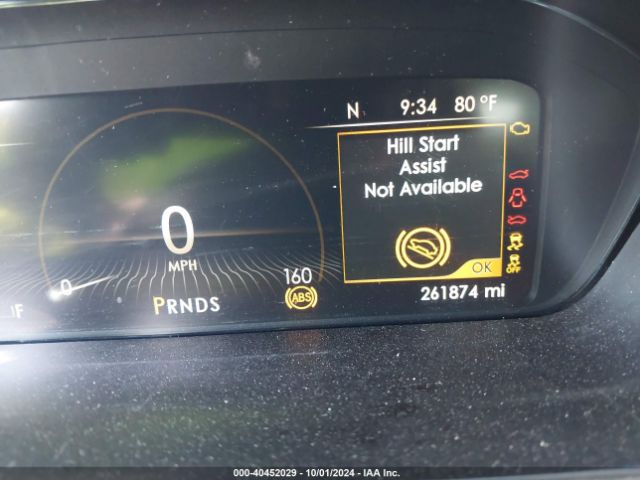 N 9:34 80 °F
Hill Start
Assist
Not Available
OK
0
MPH
0
160
ABS
OFF
PRNDS
261874 mi
F
000-40452029 - 10/01/2024 - IAA Inc.